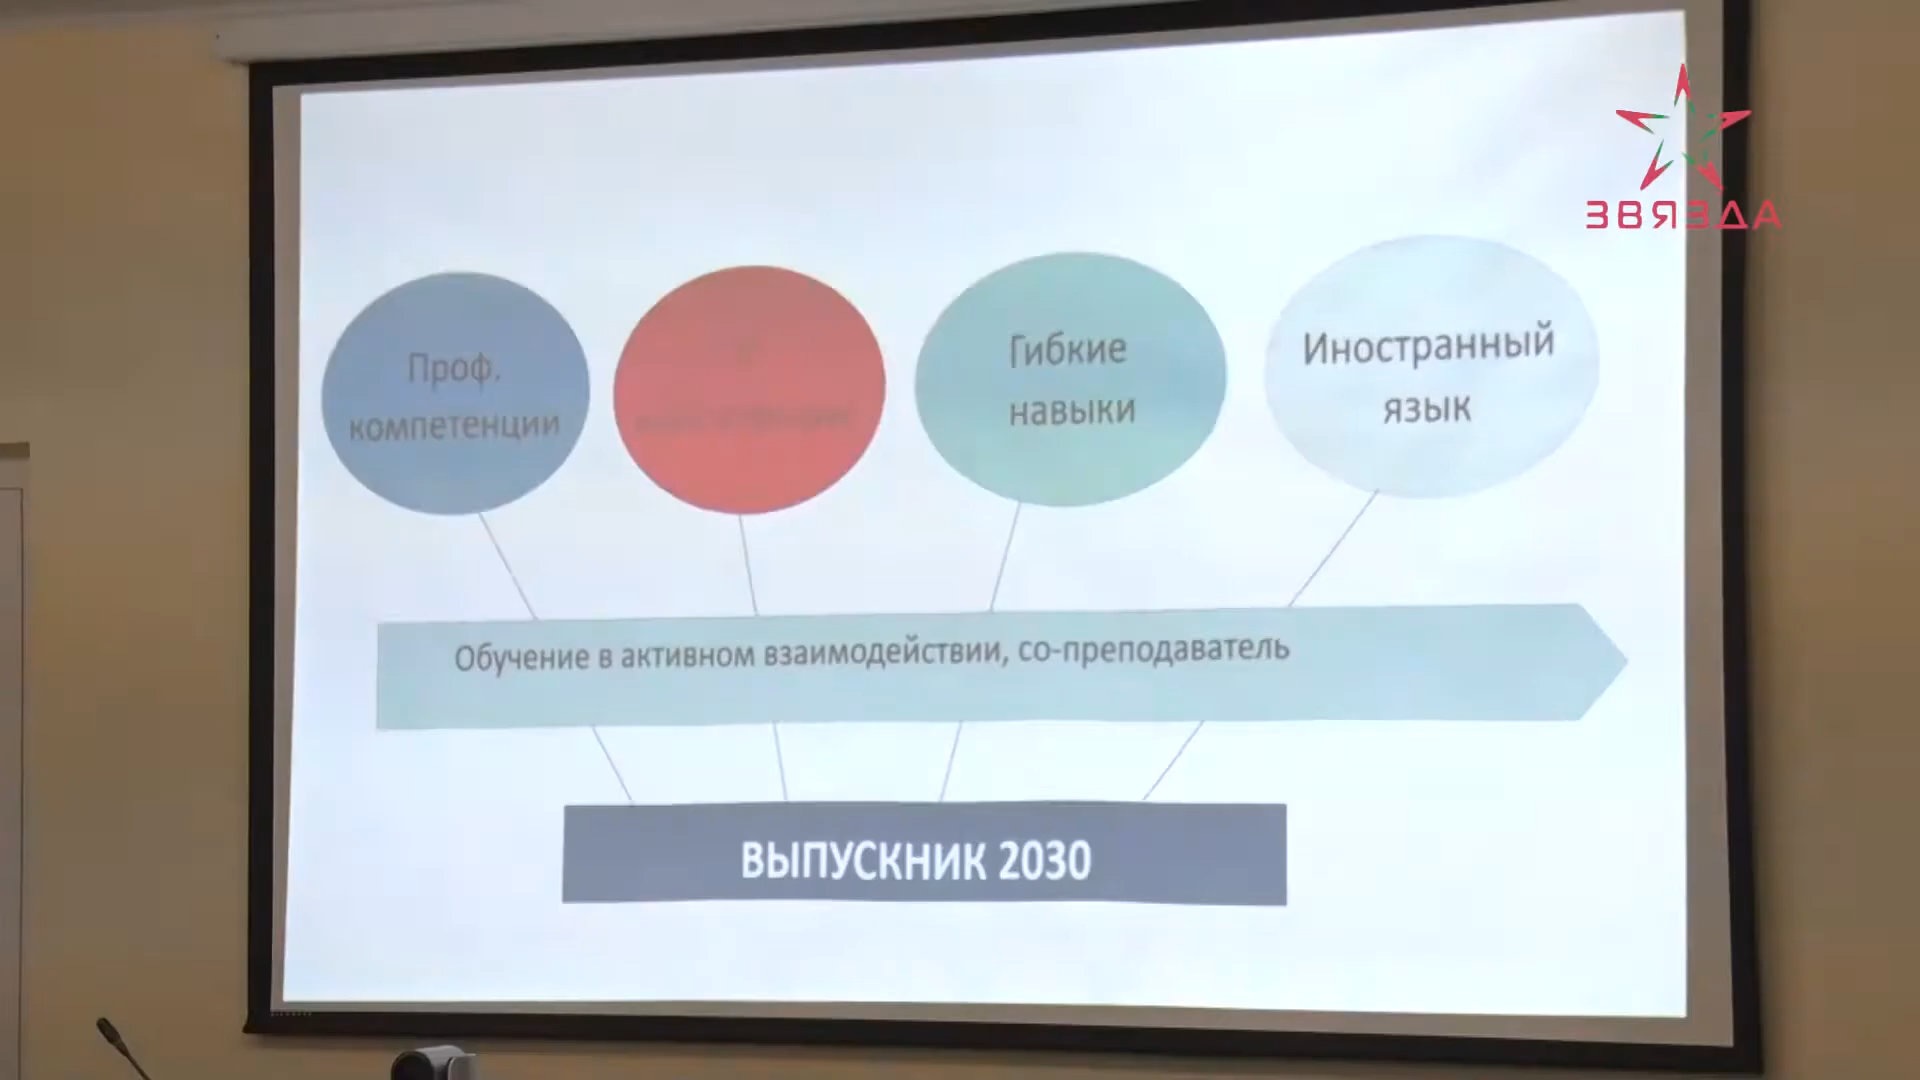 ЗВЯЗДА
Проф.
компетенции
Гибкие
навыки
Иностранный
язык
Обучение в активном взаимодействии, со-преподаватель
ВЫПУСКНИК 2030